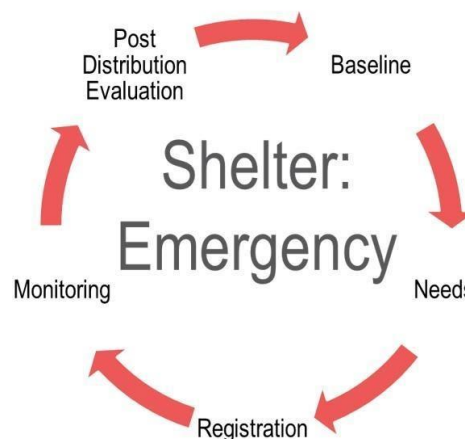 Post
Distribution
Evaluation
Baseline
Shelter:
Emergency
Monitoring
Needs
Registration